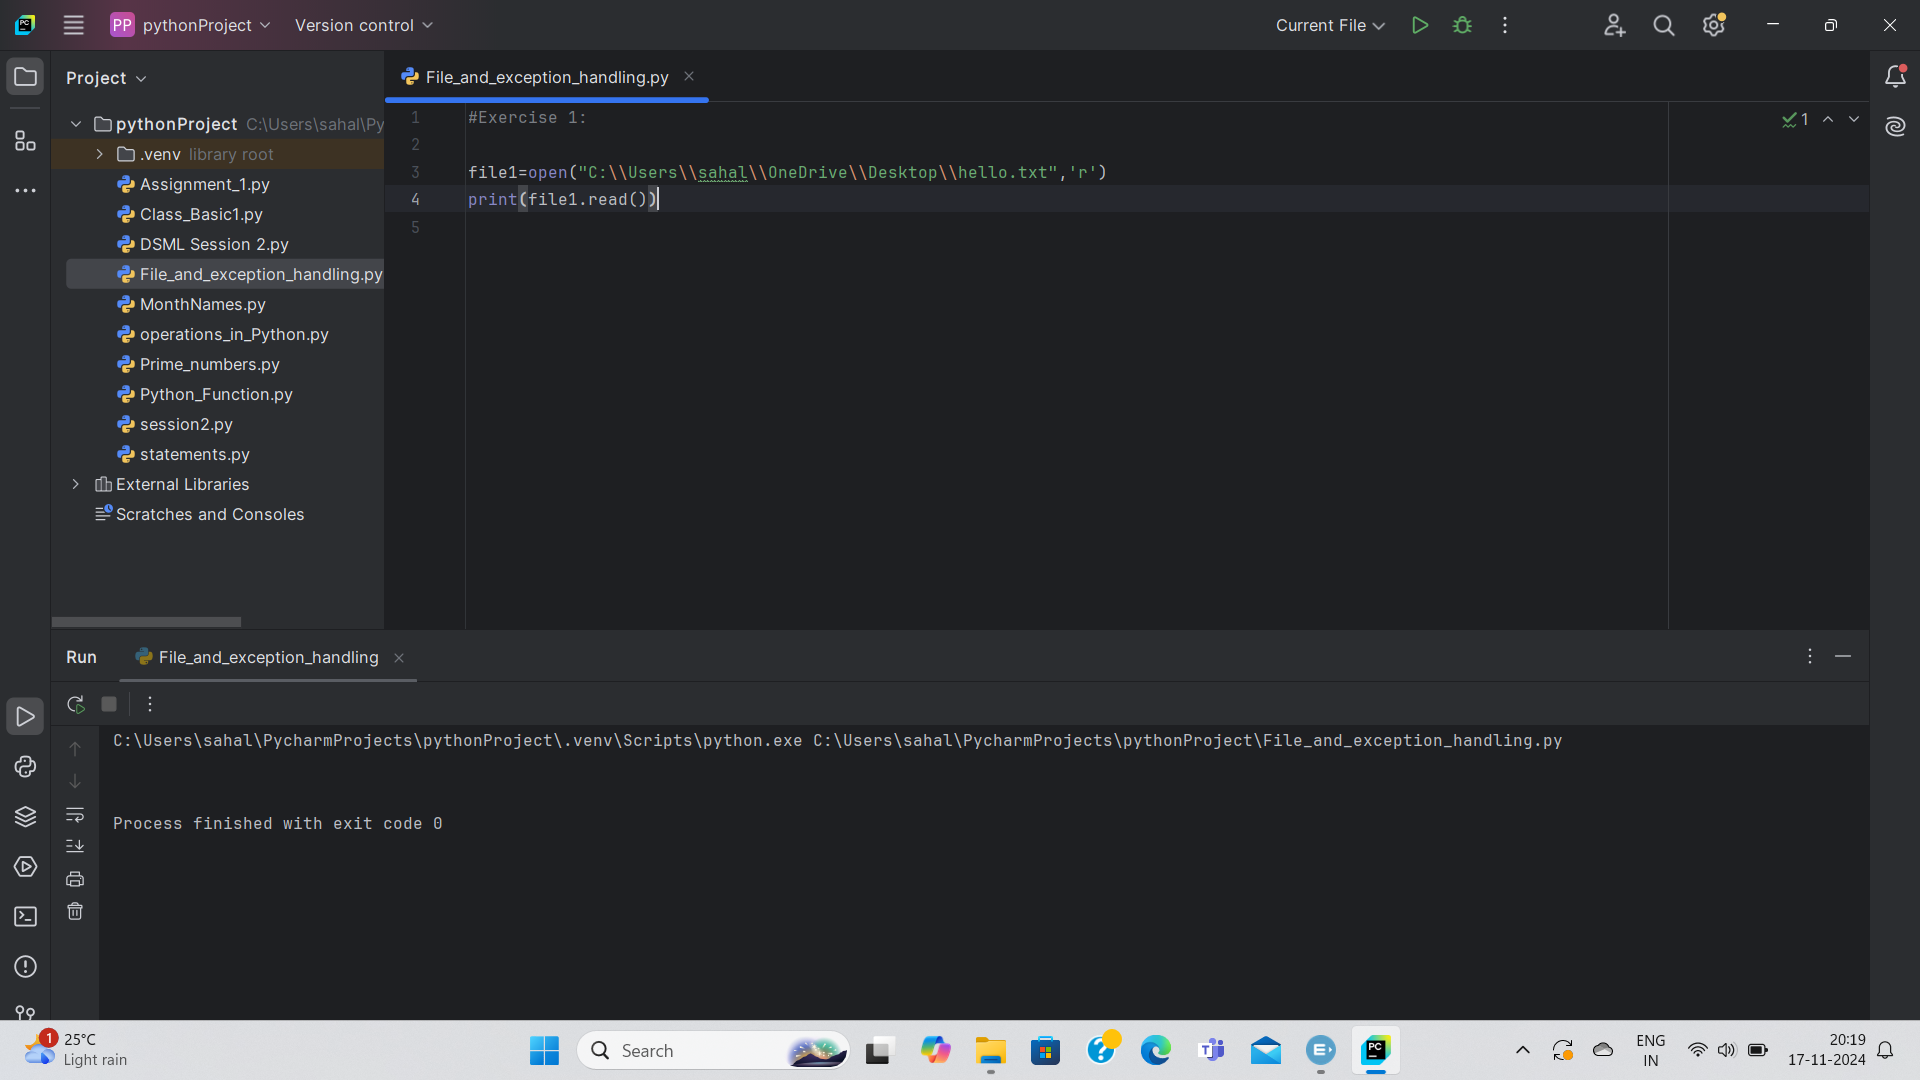 PC
PP pythonProject Version control Current File
Project
File_and_exception_handling.py
pythonProject C:\Users\sahal\Py
.venv library root
Assignment_1.py
Class_Basic1.py
DSML Session 2.py
File_and_exception_handling.py
MonthNames.py
operations_in_Python.py
Prime_numbers.py
Python_Function.py
session2.py
statements.py
External Libraries
Scratches and Consoles
1 #Exercise 1:
2
3 file1=open("C:\\Users\\sahal\\OneDrive\\Desktop\\hello.txt",'r')
4 print(file1.read())
5
1
Run File_and_exception_handling
C:\Users\sahal\PycharmProjects\pythonProject\.venv\Scripts\python.exe C:\Users\sahal\PycharmProjects\pythonProject\File_and_exception_handling.py
Process finished with exit code 0
1
25°C
Light rain
Search
E
PC
ENG
IN
20:19
17-11-2024